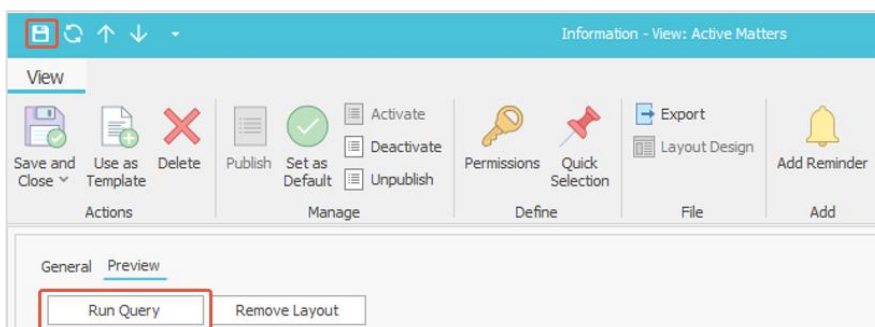 Information - View: Active Matters
View
Save and Close
Use as Template
Delete
Publish
Set as Default
Activate
Deactivate
Unpublish
Permissions
Quick Selection
Export
Layout Design
Add Reminder
Actions
Manage
Define
File
Add
General
Preview
Run Query
Remove Layout